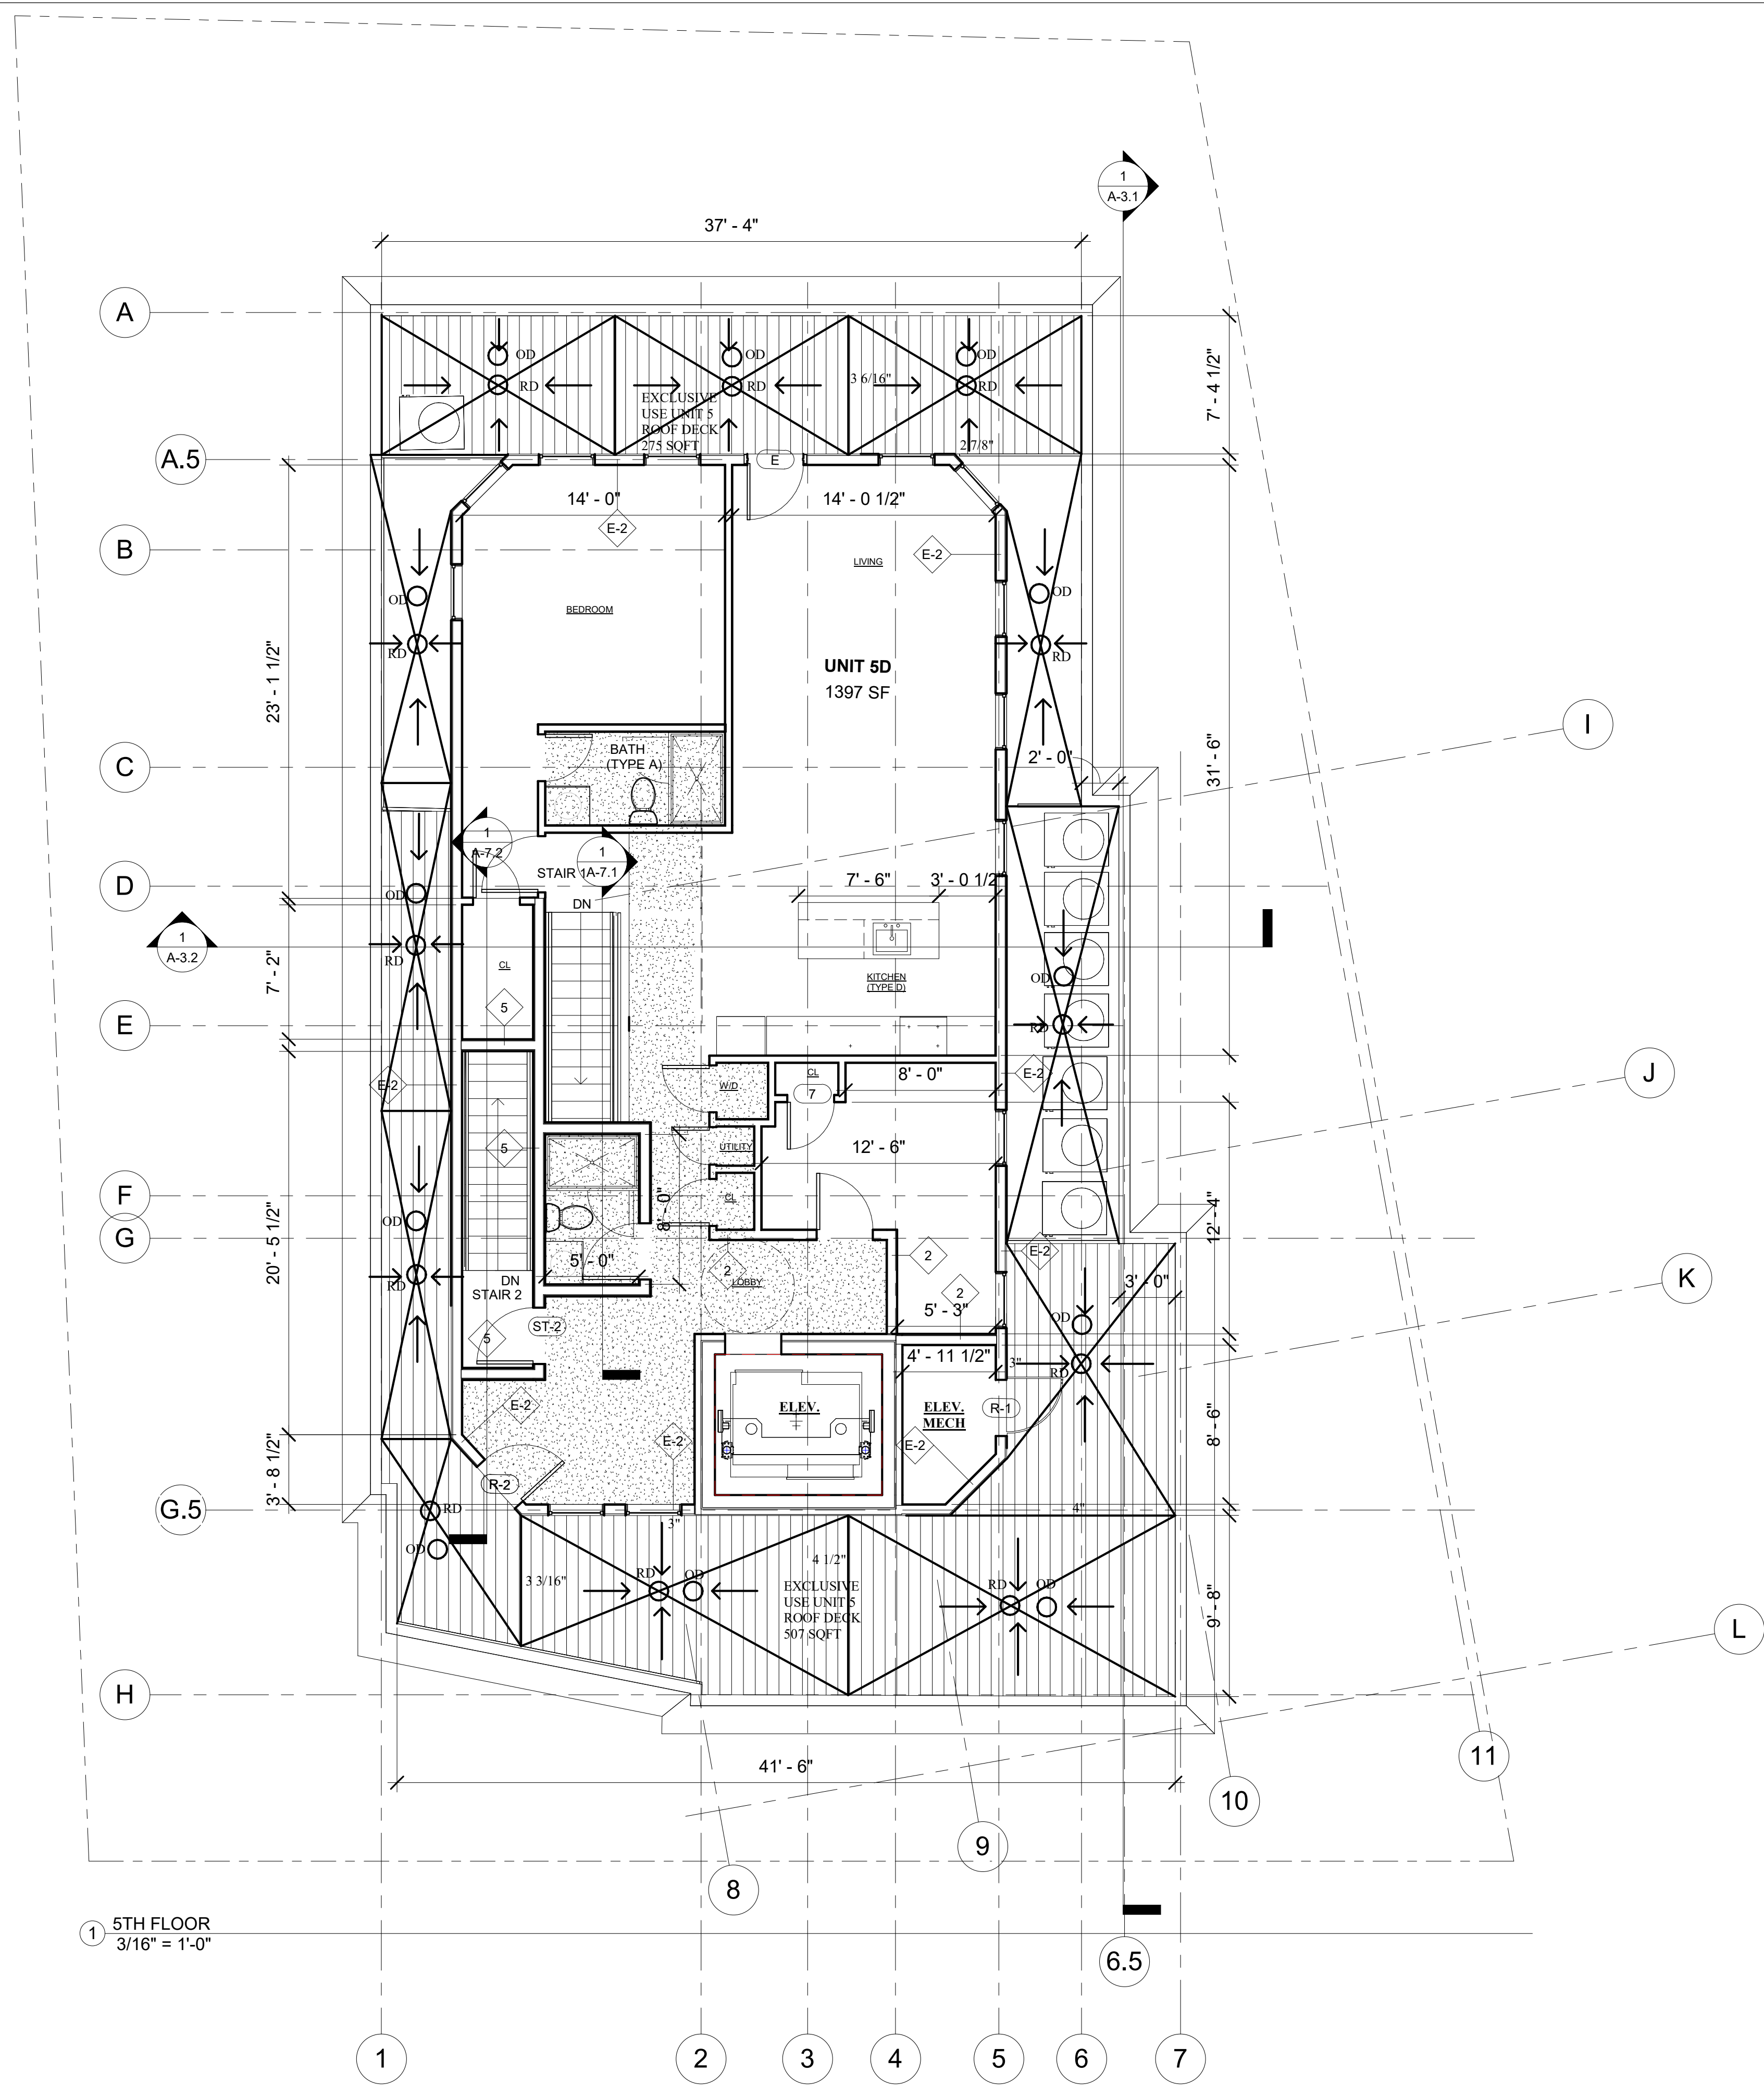 1
A-3.1
37' - 4"
A
OD
OD
OD
RD
RD
RD
3 6/16"
EXCLUSIVE
USE UNIT 5
ROOF DECK
275 SQFT
2 7/8"
7' - 4 1/2"
A.5
E
14' - 0"
14' - 0 1/2"
E-2
E-2
B
LIVING
BEDROOM
OD
OD
RD
RD
UNIT 5D
1397 SF
23' - 1 1/2"
31' - 6"
I
C
BATH
(TYPE A)
2' - 0"
1
A-7.2
1
A-7.1
STAIR 1
D
OD
DN
7' - 6"
3' - 0 1/2"
1
A-3.2
RD
CL
5
7' - 2"
KITCHEN
(TYPE D)
OD
RD
E
E-2
W/D
CL
7
8' - 0"
E-2
J
5
UTILITY
12' - 6"
F
G
OD
CL
8' - 0"
12' - 4"
20' - 5 1/2"
RD
5' - 0"
2
LOBBY
2
E-2
K
DN
STAIR 2
2
3' - 0"
5' - 3"
OD
ST-2
5
4' - 11 1/2"
3"
RD
E-2
ELEV.
ELEV.
MECH
R-1
E-2
E-2
8' - 6"
3' - 8 1/2"
R-2
G.5
RD
3"
4"
OD
4 1/2"
3 3/16"
RD
OD
EXCLUSIVE
USE UNIT 5
ROOF DECK
507 SQFT
RD
OD
9' - 8"
L
H
41' - 6"
11
10
9
8
1
5TH FLOOR
3/16" = 1'-0"
6.5
1
2
3
4
5
6
7